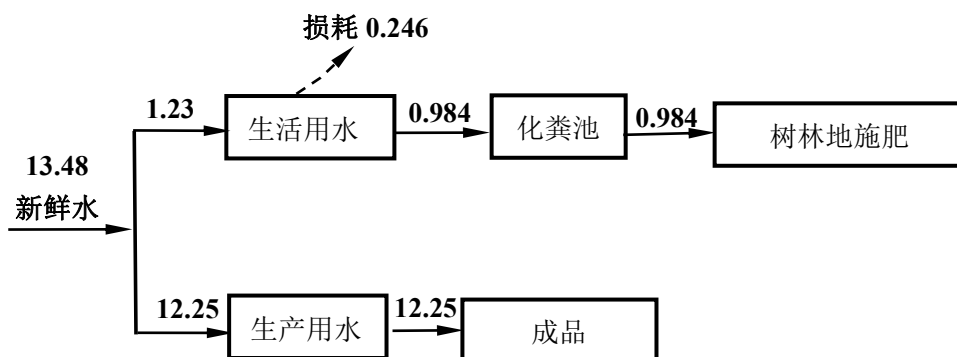 损耗 0.246
1.23
生活用水
0.984
化粪池
0.984
树林地施肥
13.48
新鲜水
12.25
生产用水
12.25
成品